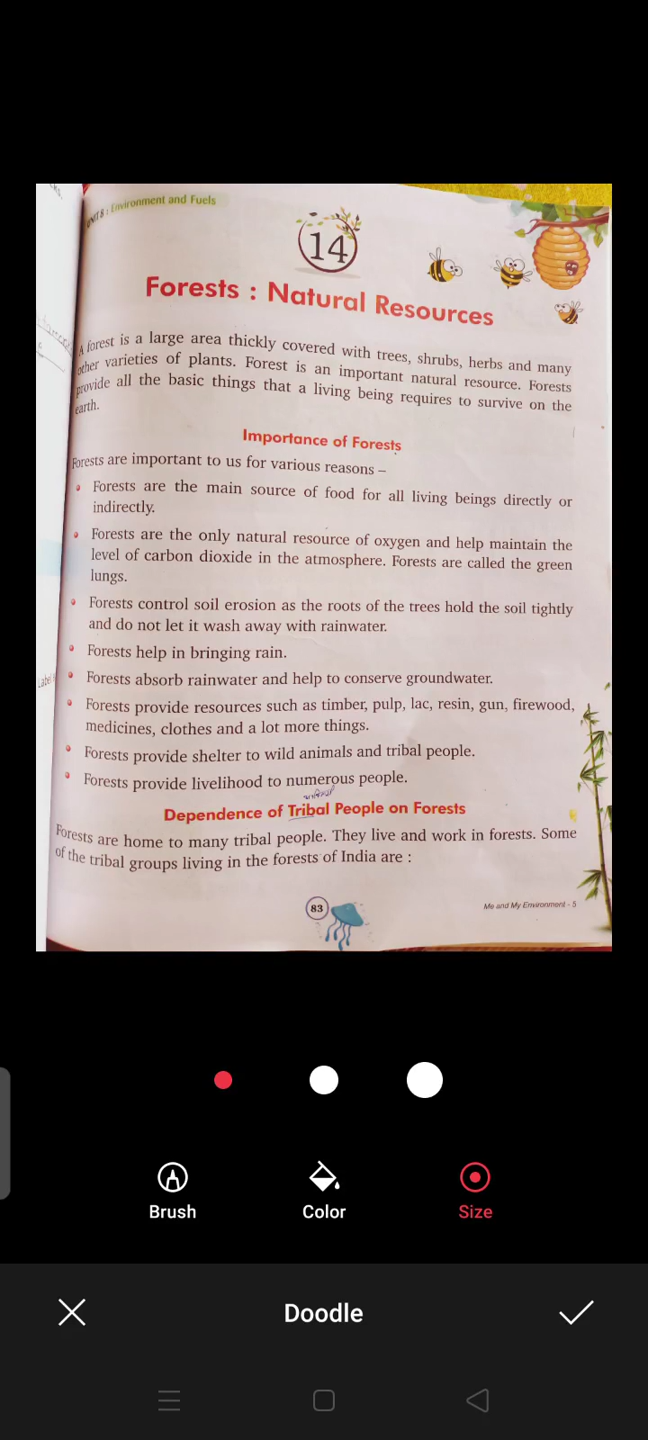 UNIT 8 : Environment and Fuels
14
Forests : Natural Resources
A forest is a large area thickly covered with trees, shrubs, herbs and many
other varieties of plants. Forest is an important natural resource. Forests
provide all the basic things that a living being requires to survive on the
earth.
Importance of Forests
Forests are important to us for various reasons –
• Forests are the main source of food for all living beings directly or
indirectly.
• Forests are the only natural resource of oxygen and help maintain the
level of carbon dioxide in the atmosphere. Forests are called the green
lungs.
• Forests control soil erosion as the roots of the trees hold the soil tightly
and do not let it wash away with rainwater.
• Forests help in bringing rain.
• Forests absorb rainwater and help to conserve groundwater.
• Forests provide resources such as timber, pulp, lac, resin, gun, firewood,
medicines, clothes and a lot more things.
• Forests provide shelter to wild animals and tribal people.
• Forests provide livelihood to numerous people.
Dependence of Tribal People on Forests
Forests are home to many tribal people. They live and work in forests. Some
of the tribal groups living in the forests of India are :
83
Me and My Environment - 5
Brush
Color
Size
Doodle